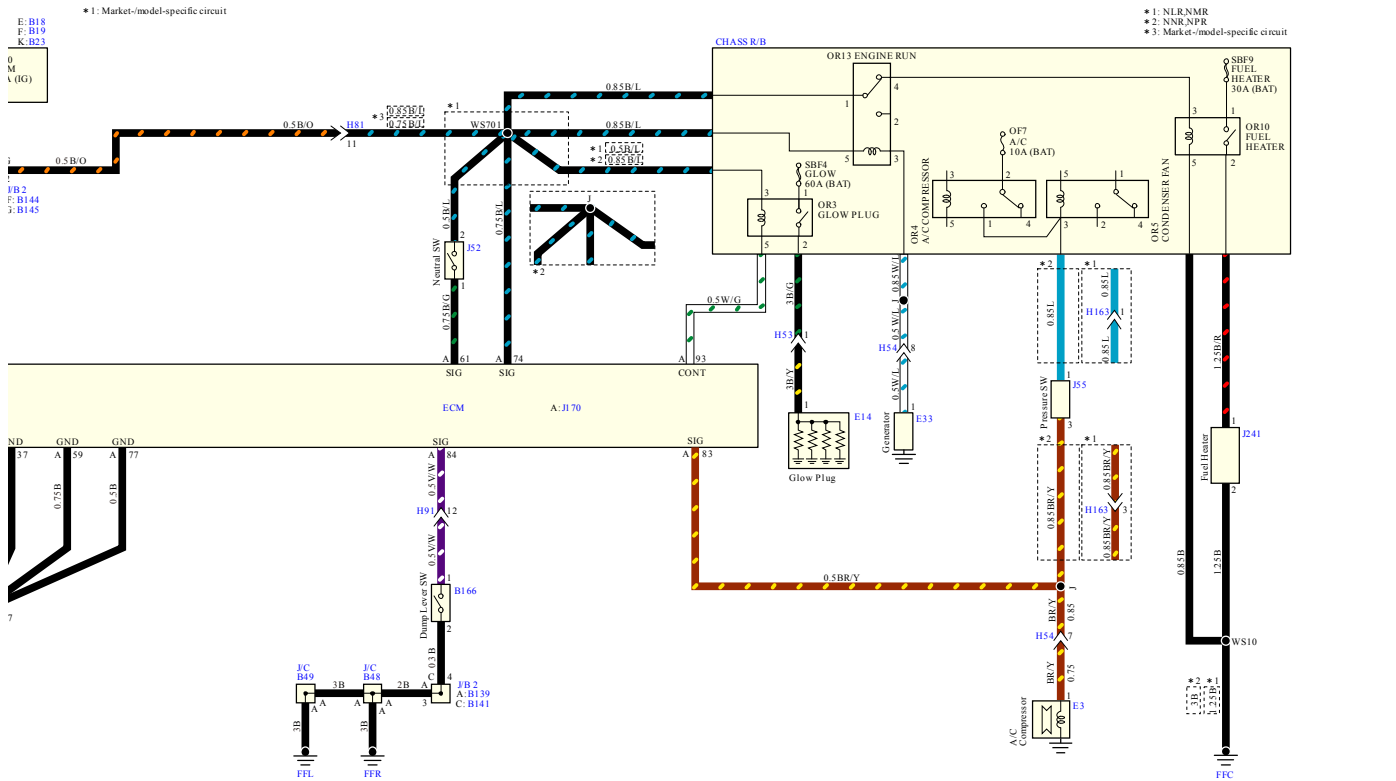 *1: Market-/model-specific circuit
*1: NLR,NMR
*2: NNR,NPR
*3: Market-/model-specific circuit
E: B18
F: B19
K: B23
0
M
A (IG)
CHASS R/B
OR13 ENGINE RUN
SBF9
FUEL
HEATER
30A (BAT)
4
1
2
5
3
3
1
OR10
FUEL
HEATER
5
2
OF7
A/C
10A (BAT)
SBF4
GLOW
60A (BAT)
3
1
OR3
GLOW PLUG
5
2
OR4
A/C COMPRESSOR
3
2
5
1
4
5
1
3
2
4
OR5
CONDENSER FAN
0.85B/L
*1
*3
0.85B/L
0.75B/L
0.5B/O
H81
11
WS701
0.85B/L
*1
0.5B/L
*2
0.85B/L
0.5B/O
J/B 2
F: B144
G: B145
J
*2
0.5B/L
0.75B/L
2
J52
Neutral SW
1
0.75B/G
0.5W/G
3B/G
H53
1
3B/Y
0.85W/L
J
0.5W/L
H54
8
0.5W/L
*2
*1
0.85L
0.85L
H163
1
0.85L
1.25B/R
A
61
A
74
A
93
SIG
SIG
CONT
ECM
A: J170
1
J55
Pressure SW
3
1
E14
Glow Plug
1
E33
Generator
1
J241
Fuel Heater
2
ND
GND
GND
SIG
SIG
37
A
59
A
77
A
84
A
83
0.75B
0.5B
0.5V/W
H91
12
0.5V/W
*2
*1
0.85BR/Y
0.85BR/Y
H163
3
0.85BR/Y
0.85B
1.25B
0.5BR/Y
J
1
B166
Dump Lever SW
2
BR/Y
0.85
H54
7
BR/Y
0.75
WS10
7
0.3B
C
4
J/C
B49
J/C
B48
3B
2B
A
J/B 2
A: B139
C: B141
3
A
A
A
A
3B
3B
FFL
FFR
1
E3
A/C
Compressor
*2
*1
3B
1.25B
FFC